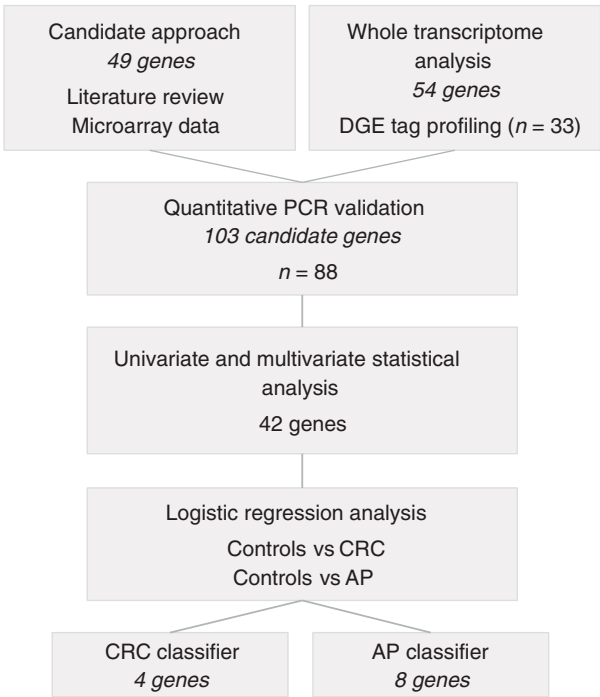 Candidate approach
49 genes
Literature review
Microarray data
Whole transcriptome
analysis
54 genes
DGE tag profiling (n = 33)
Quantitative PCR validation
103 candidate genes
n = 88
Univariate and multivariate statistical
analysis
42 genes
Logistic regression analysis
Controls vs CRC
Controls vs AP
CRC classifier
4 genes
AP classifier
8 genes